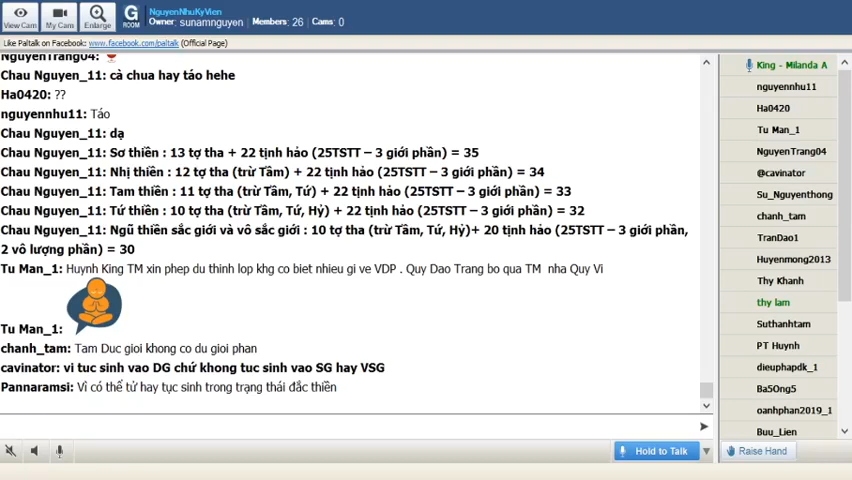 View Cam
My Cam
Enlarge
G
ROOM
NguyenNhuKyVien
Owner: sunamnguyen Members: 26 Cams: 0
Like Paltalk on Facebook: www.facebook.com/paltalk (Official Page)
NguyenTrang04:
Chau Nguyen_11: cà chua hay táo hehe
Ha0420: ??
nguyennhu11: Táo
Chau Nguyen_11: dạ
Chau Nguyen_11: Sơ thiền : 13 tợ tha + 22 tịnh hảo (25TSTT – 3 giới phần) = 35
Chau Nguyen_11: Nhị thiền : 12 tợ tha (trừ Tầm) + 22 tịnh hảo (25TSTT – 3 giới phần) = 34
Chau Nguyen_11: Tam thiền : 11 tợ tha (trừ Tầm, Tứ) + 22 tịnh hảo (25TSTT – 3 giới phần) = 33
Chau Nguyen_11: Tứ thiền : 10 tợ tha (trừ Tầm, Tứ, Hỷ) + 22 tịnh hảo (25TSTT – 3 giới phần) = 32
Chau Nguyen_11: Ngũ thiền sắc giới và vô sắc giới : 10 tợ tha (trừ Tầm, Tứ, Hỷ)+ 20 tịnh hảo (25TSTT – 3 giới phần,
2 vô lượng phần) = 30
Tu Man_1: Huynh King TM xin phep du thinh lop khg co biet nhieu gi ve VDP . Quy Dao Trang bo qua TM nha Quy Vi
Tu Man_1:
chanh_tam: Tam Duc gioi khong co du gioi phan
cavinator: vi tuc sinh vao DG chứ khong tuc sinh vao SG hay VSG
Pannaramsi: Vì có thể tử hay tục sinh trong trạng thái đắc thiền
Hold to Talk
King - Milanda A
nguyennhu11
Ha0420
Tu Man_1
NguyenTrang04
@cavinator
Su_Nguyenthong
chanh_tam
TranDao1
Huyenmong2013
Thy Khanh
thy lam
Suthanhtam
PT Huynh
dieuphapdk_1
Ba5Ong5
oanhphan2019_1
Buu_Lien
Raise Hand